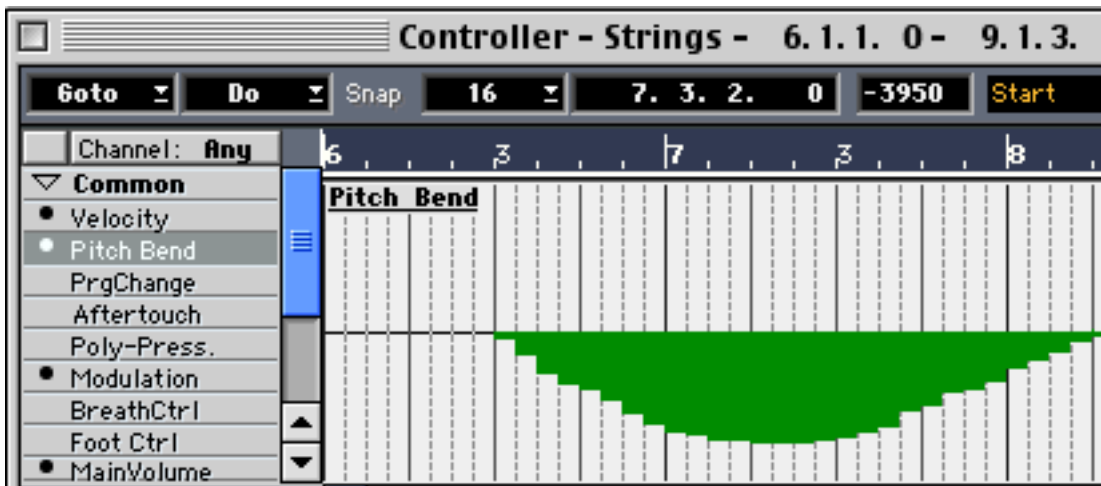 Controller - Strings - 6. 1. 1. 0 - 9. 1. 3.
Goto Do Snap 16 7. 3. 2. 0 -3950 Start
Channel: Any 6 3 7 3 8
Common
Pitch Bend
Velocity
Pitch Bend
PrgChange
Aftertouch
Poly-Press.
Modulation
BreathCtrl
Foot Ctrl
MainVolume